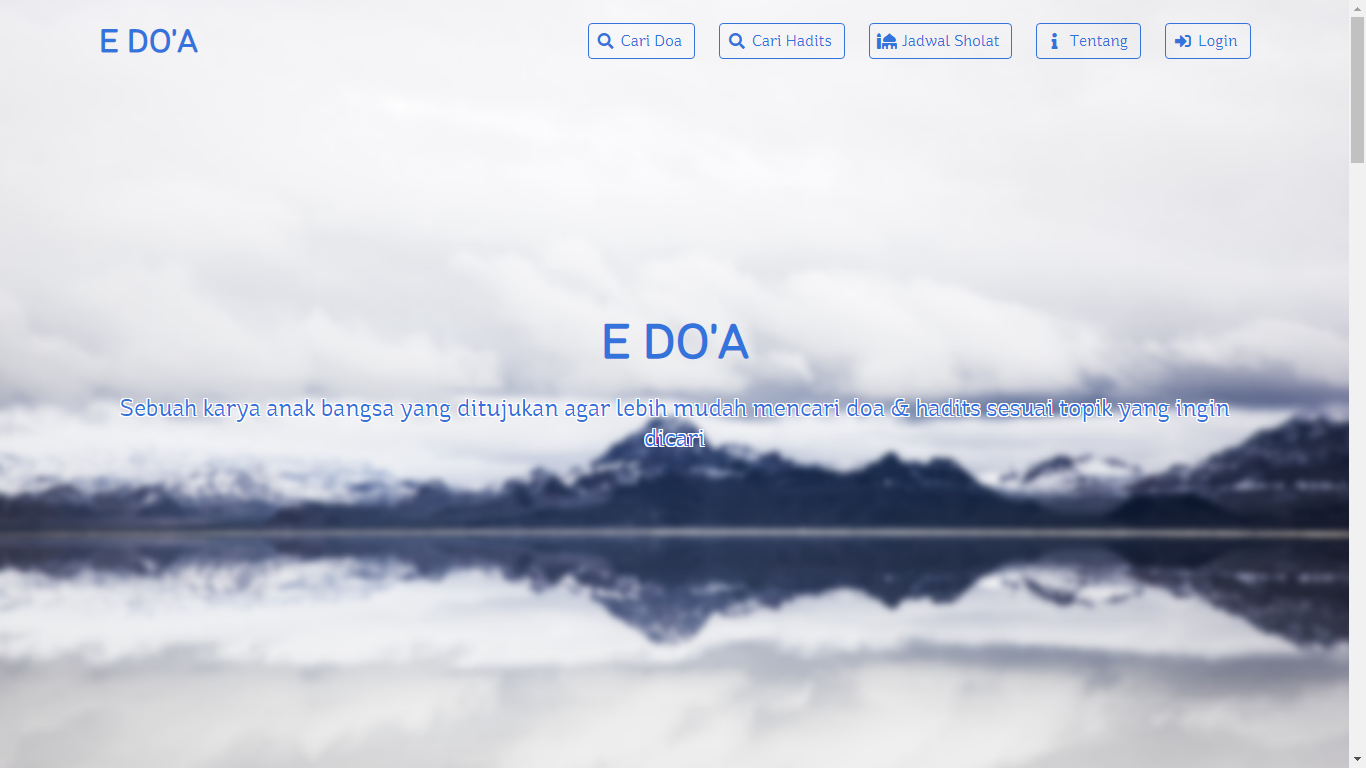 E DO'A
Cari Doa
Cari Hadits
Jadwal Sholat
Tentang
Login
E DO'A
Sebuah karya anak bangsa yang ditujukan agar lebih mudah mencari doa & hadits sesuai topik yang ingin
dicari